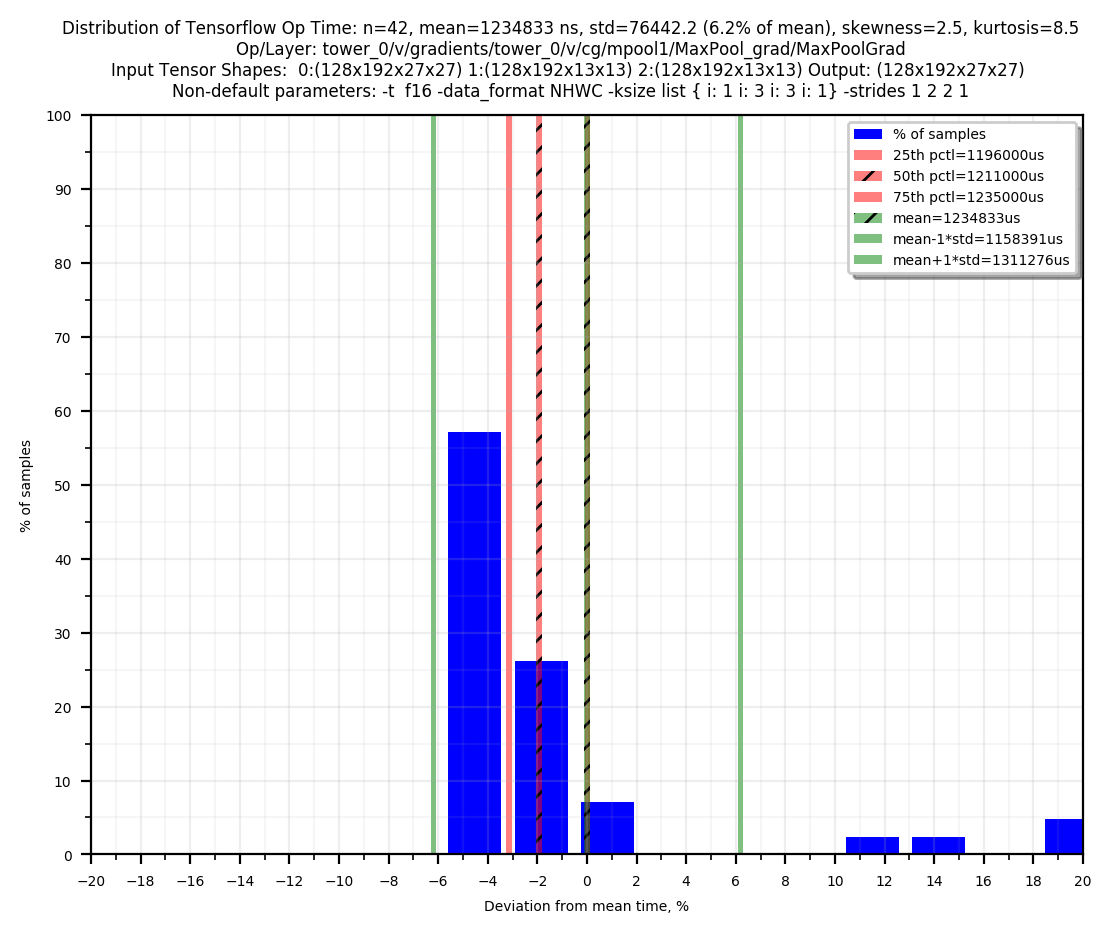 Distribution of Tensorflow Op Time: n=42, mean=1234833 ns, std=76442.2 (6.2% of mean), skewness=2.5, kurtosis=8.5
Op/Layer: tower_0/v/gradients/tower_0/v/cg/mpool1/MaxPool_grad/MaxPoolGrad
Input Tensor Shapes:  0:(128x192x27x27) 1:(128x192x13x13) 2:(128x192x13x13) Output: (128x192x27x27)
Non-default parameters: -t  f16 -data_format NHWC -ksize list { i: 1 i: 3 i: 3 i: 1} -strides 1 2 2 1
% of samples
25th pctl=1196000us
50th pctl=1211000us
75th pctl=1235000us
mean=1234833us
mean-1*std=1158391us
mean+1*std=1311276us
100
90
80
70
60
50
40
30
20
10
0
% of samples
−20 −18 −16 −14 −12 −10 −8 −6 −4 −2 0 2 4 6 8 10 12 14 16 18 20
Deviation from mean time, %